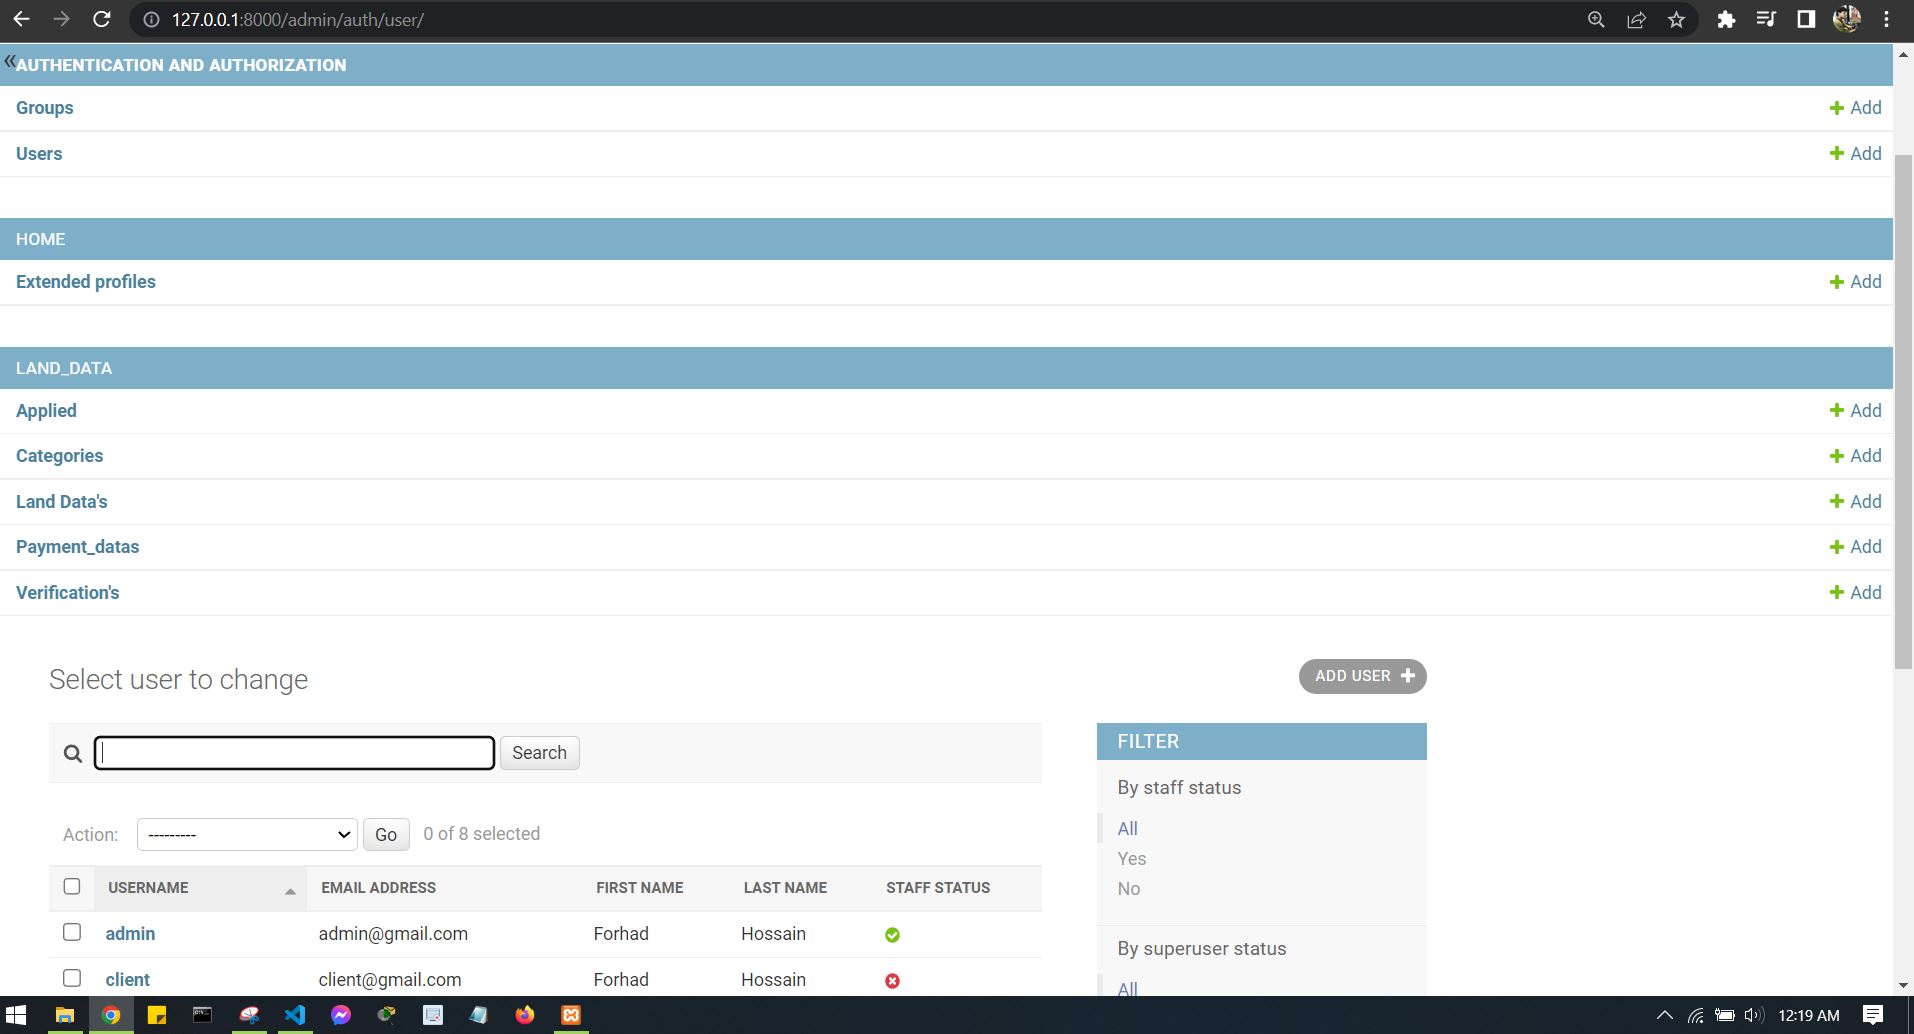 127.0.0.1:8000/admin/auth/user/
« AUTHENTICATION AND AUTHORIZATION
Groups + Add
Users + Add
HOME
Extended profiles + Add
LAND_DATA
Applied + Add
Categories + Add
Land Data's + Add
Payment_datas + Add
Verification's + Add
Select user to change
ADD USER +
Search
FILTER
By staff status
All
Yes
No
By superuser status
All
Action: --------- Go 0 of 8 selected
USERNAME EMAIL ADDRESS FIRST NAME LAST NAME STAFF STATUS
admin admin@gmail.com Forhad Hossain
client client@gmail.com Forhad Hossain
12:19 AM